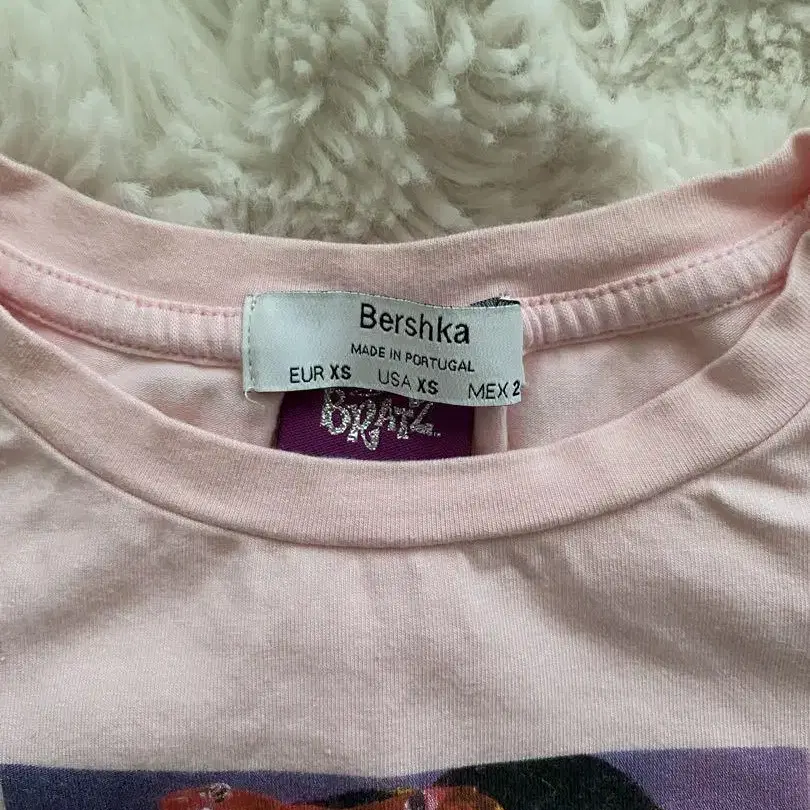 Bershka
MADE IN PORTUGAL
EUR XS USA XS MEX 2
BRATZ